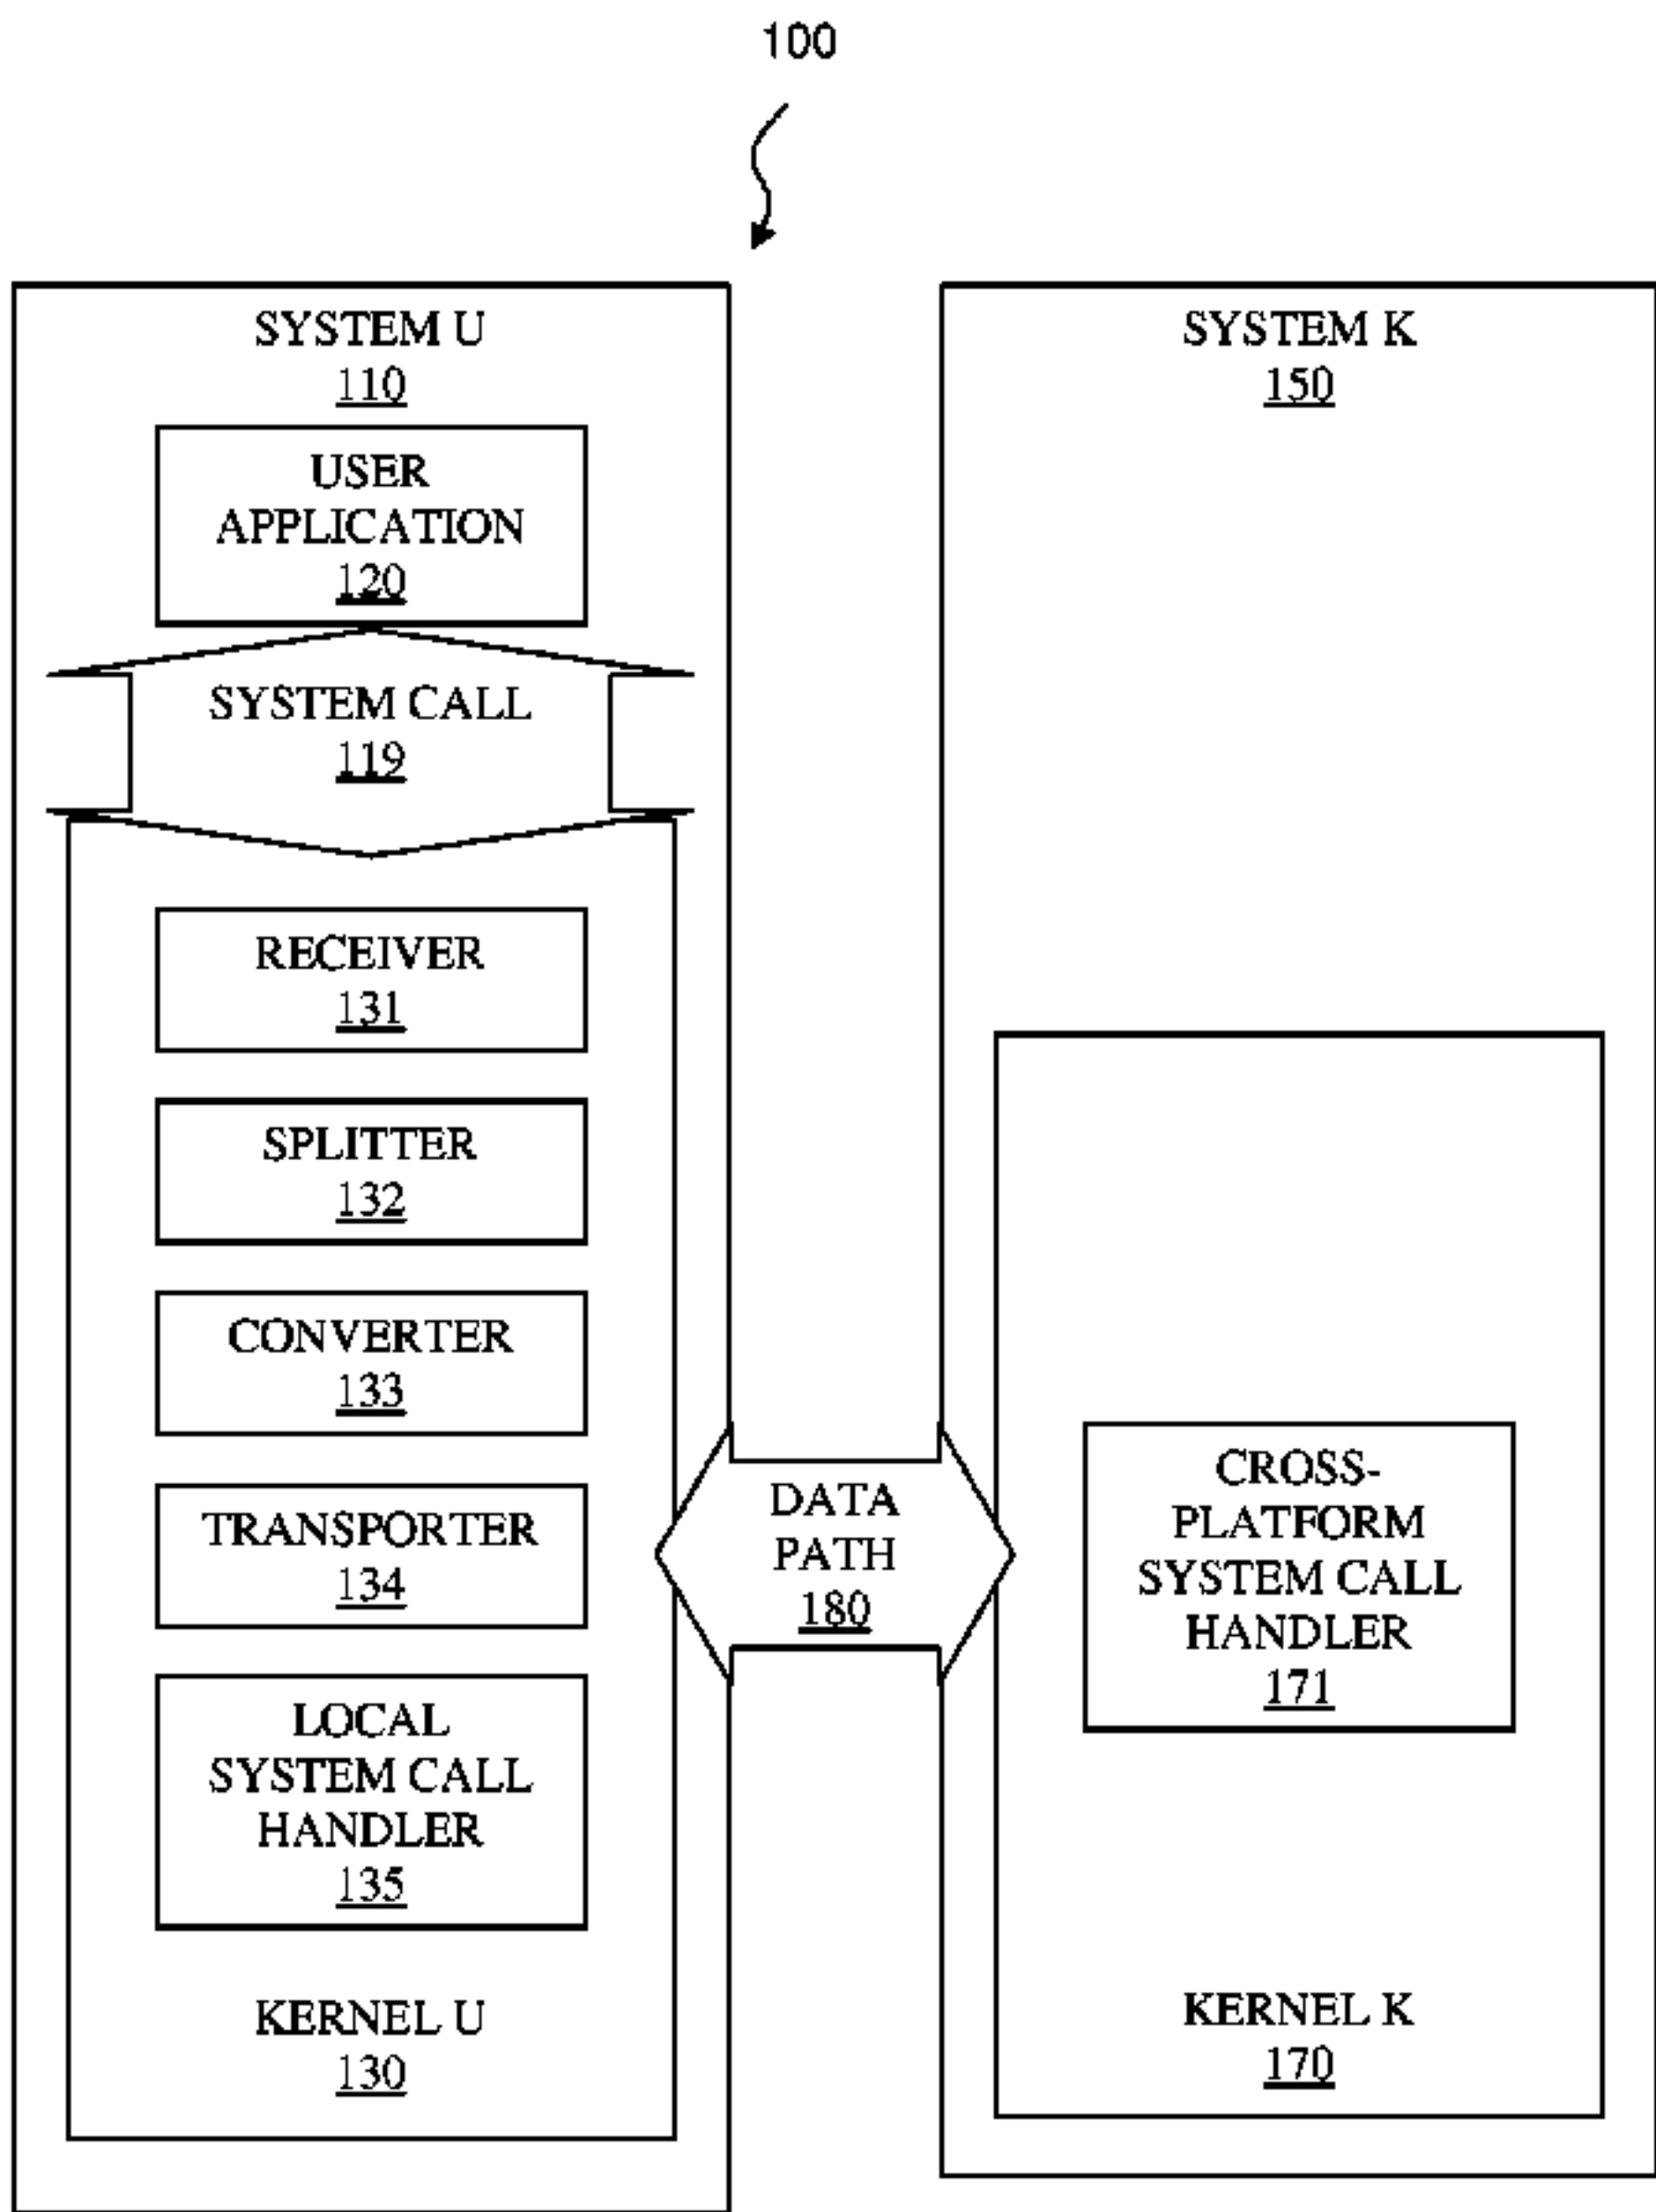 100
SYSTEM U
110
USER
APPLICATION
120
SYSTEM CALL
119
RECEIVER
131
SPLITTER
132
CONVERTER
133
TRANSPORTER
134
LOCAL
SYSTEM CALL
HANDLER
135
KERNEL U
130
DATA
PATH
180
SYSTEM K
150
CROSS-
PLATFORM
SYSTEM CALL
HANDLER
171
KERNEL K
170